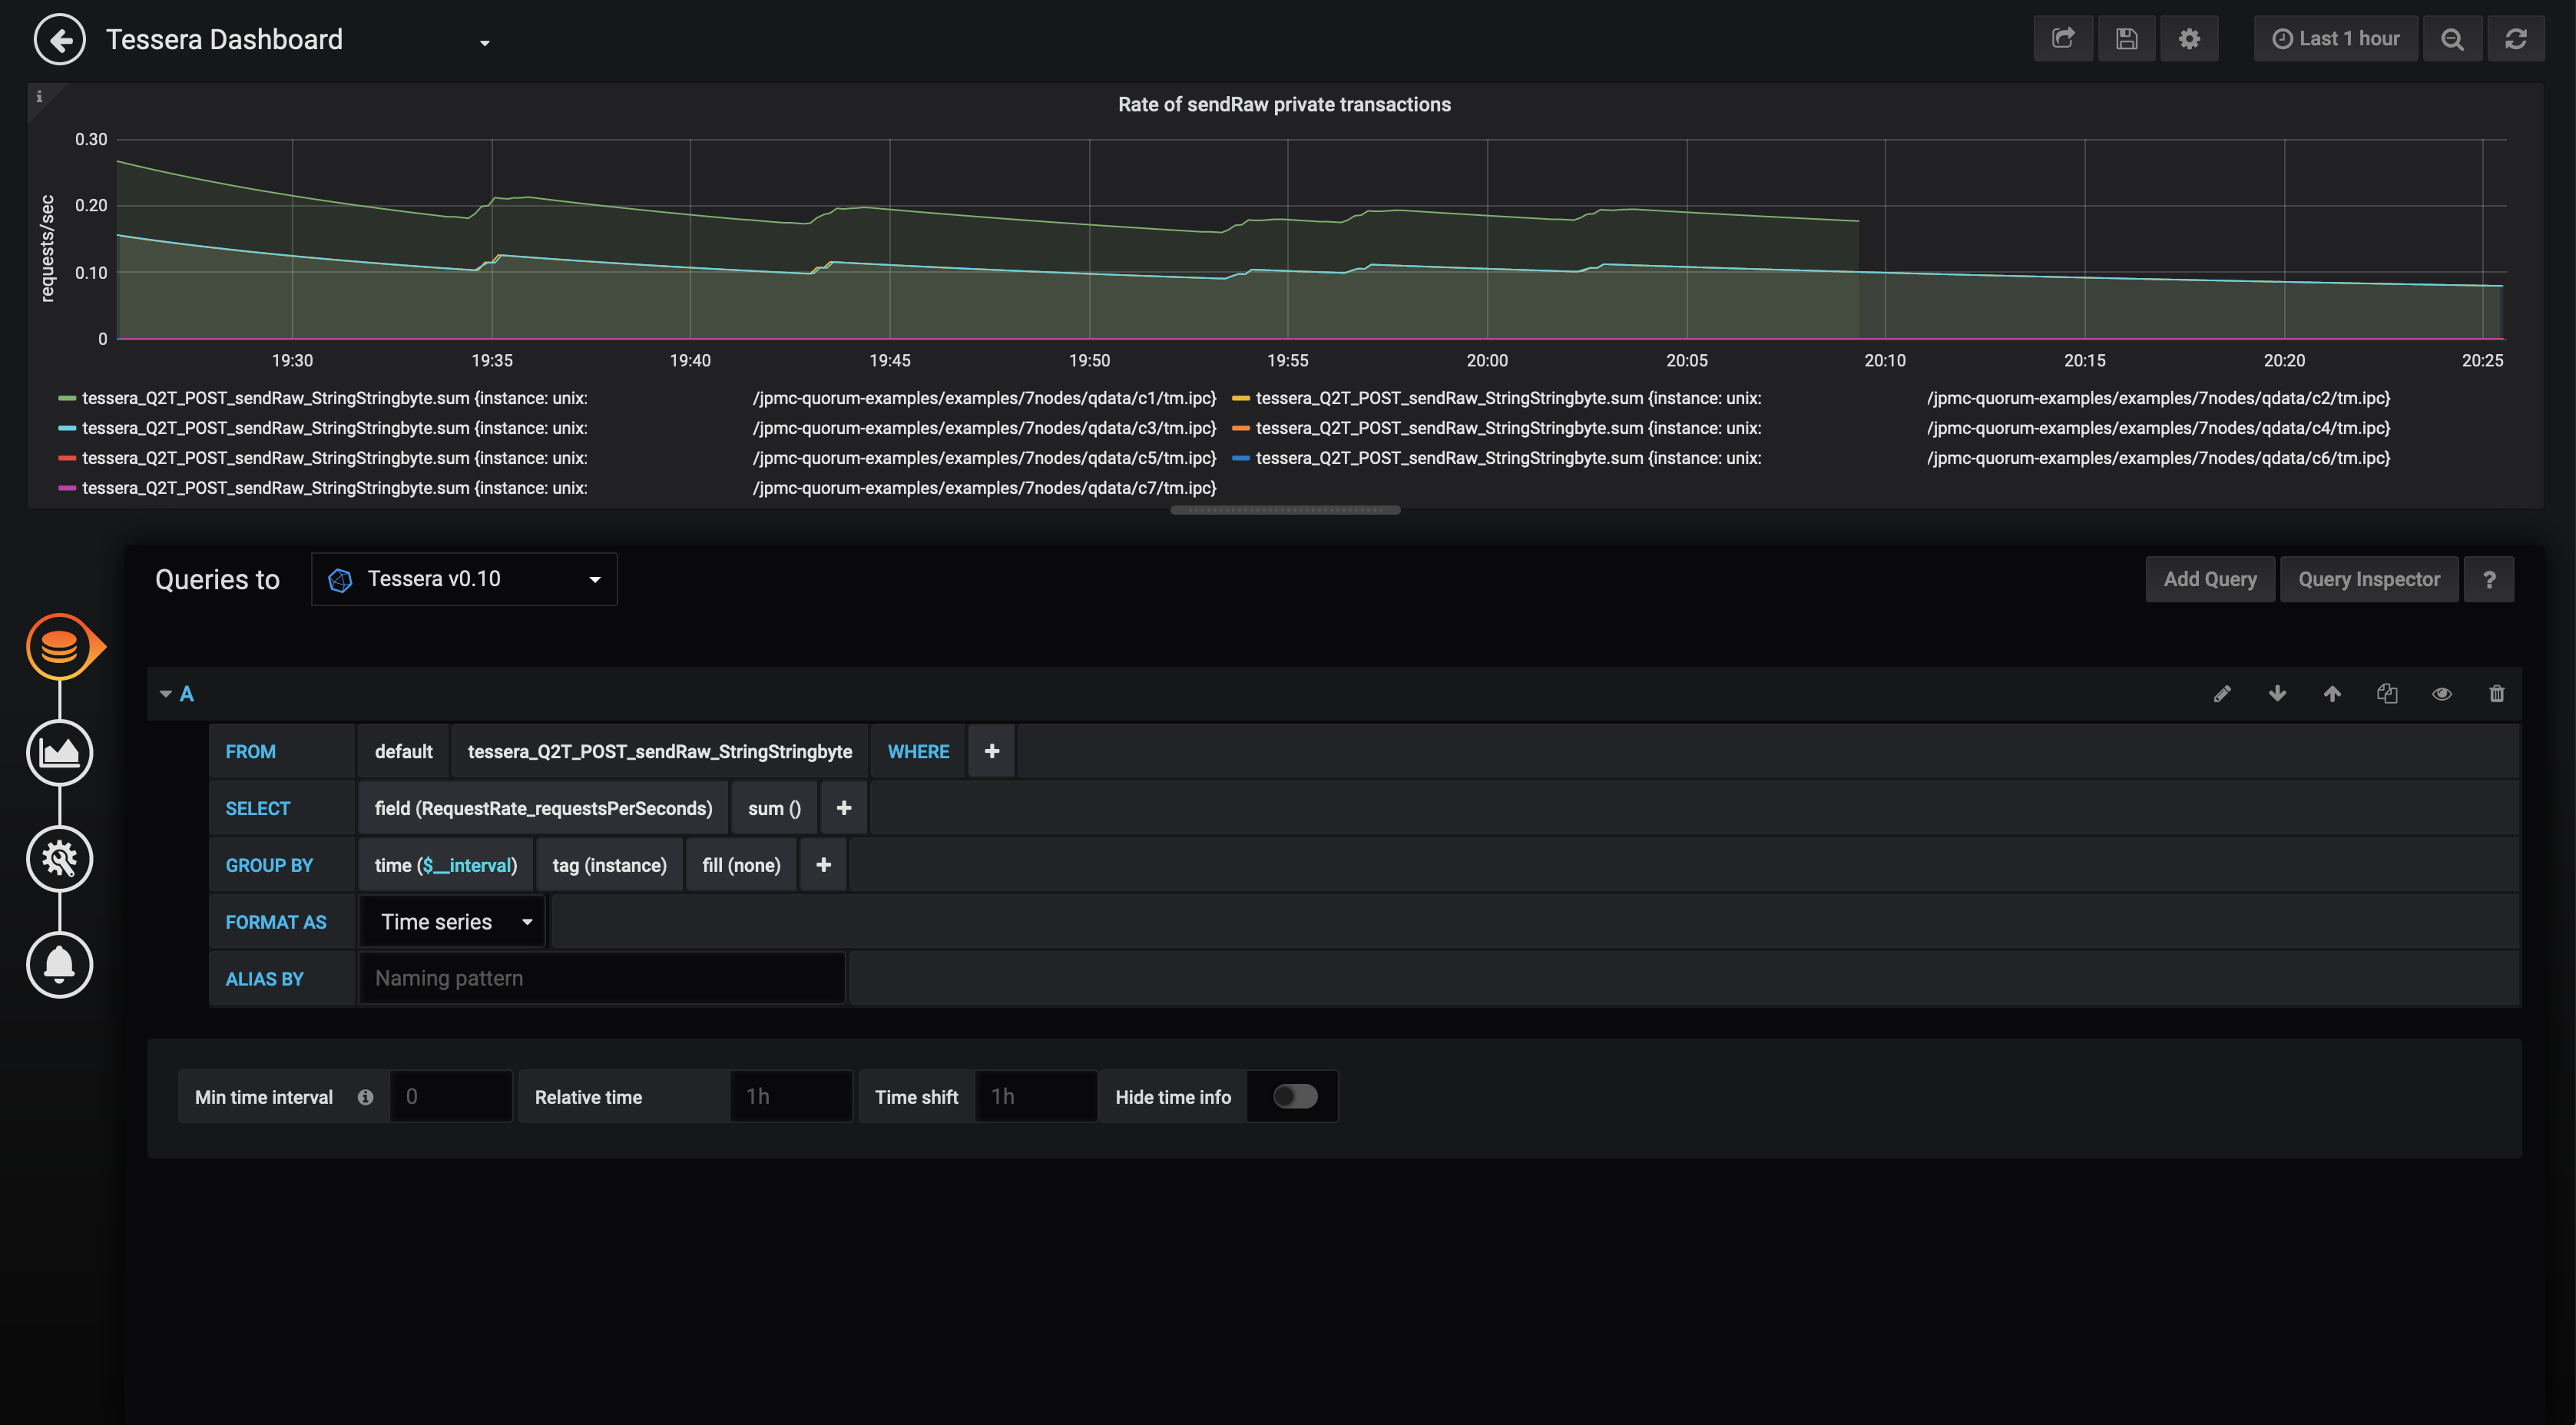 Tessera Dashboard
Last 1 hour
i
Rate of sendRaw private transactions
requests/sec
0.30
0.20
0.10
0
19:30 19:35 19:40 19:45 19:50 19:55 20:00 20:05 20:10 20:15 20:20 20:25
tessera_Q2T_POST_sendRaw_StringStringbyte.sum {instance: unix: /jpmc-quorum-examples/examples/7nodes/qdata/c1/tm.ipc} tessera_Q2T_POST_sendRaw_StringStringbyte.sum {instance: unix: /jpmc-quorum-examples/examples/7nodes/qdata/c2/tm.ipc}
tessera_Q2T_POST_sendRaw_StringStringbyte.sum {instance: unix: /jpmc-quorum-examples/examples/7nodes/qdata/c3/tm.ipc} tessera_Q2T_POST_sendRaw_StringStringbyte.sum {instance: unix: /jpmc-quorum-examples/examples/7nodes/qdata/c4/tm.ipc}
tessera_Q2T_POST_sendRaw_StringStringbyte.sum {instance: unix: /jpmc-quorum-examples/examples/7nodes/qdata/c5/tm.ipc} tessera_Q2T_POST_sendRaw_StringStringbyte.sum {instance: unix: /jpmc-quorum-examples/examples/7nodes/qdata/c6/tm.ipc}
tessera_Q2T_POST_sendRaw_StringStringbyte.sum {instance: unix: /jpmc-quorum-examples/examples/7nodes/qdata/c7/tm.ipc}
Queries to Tessera v0.10 Add Query Query Inspector ?
A
FROM default tessera_Q2T_POST_sendRaw_StringStringbyte WHERE +
SELECT field (RequestRate_requestsPerSeconds) sum () +
GROUP BY time ($__interval) tag (instance) fill (none) +
FORMAT AS Time series
ALIAS BY Naming pattern
Min time interval i 0 Relative time 1h Time shift 1h Hide time info